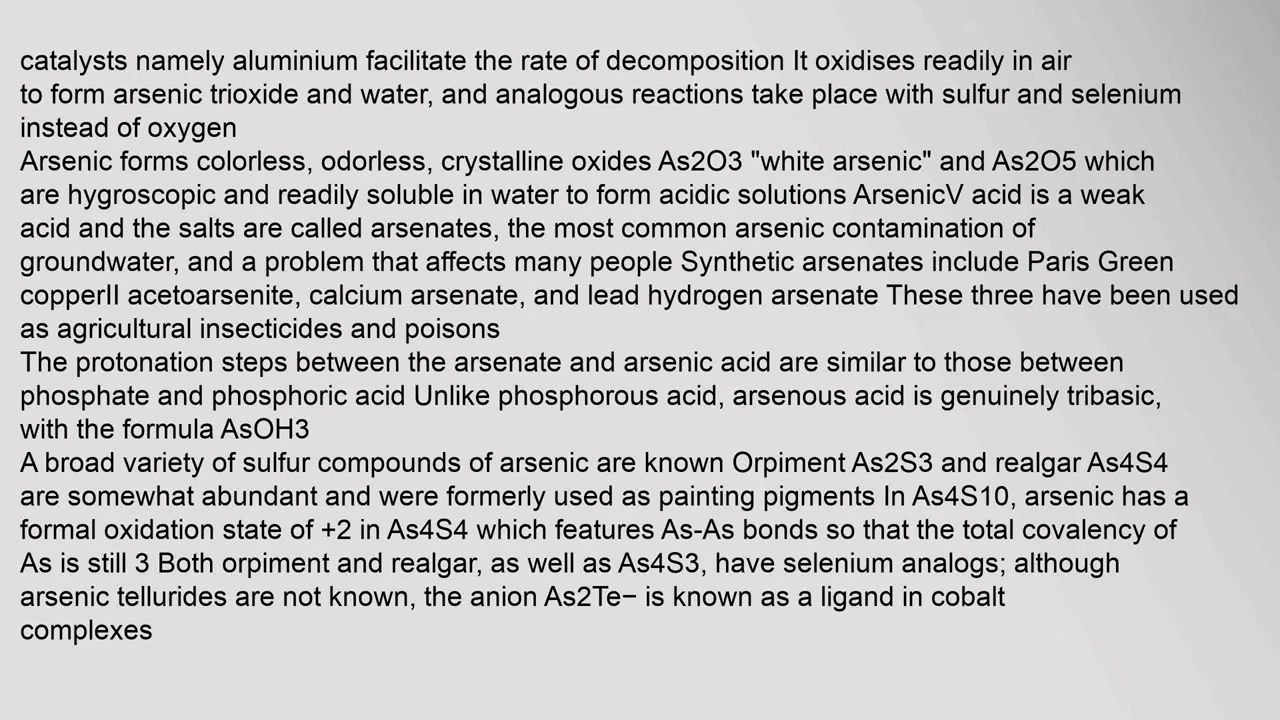 catalysts namely aluminium facilitate the rate of decomposition It oxidises readily in air
to form arsenic trioxide and water, and analogous reactions take place with sulfur and selenium
instead of oxygen
Arsenic forms colorless, odorless, crystalline oxides As2O3 "white arsenic" and As2O5 which
are hygroscopic and readily soluble in water to form acidic solutions ArsenicV acid is a weak
acid and the salts are called arsenates, the most common arsenic contamination of
groundwater, and a problem that affects many people Synthetic arsenates include Paris Green
copperII acetoarsenite, calcium arsenate, and lead hydrogen arsenate These three have been used
as agricultural insecticides and poisons
The protonation steps between the arsenate and arsenic acid are similar to those between
phosphate and phosphoric acid Unlike phosphorous acid, arsenous acid is genuinely tribasic,
with the formula AsOH3
A broad variety of sulfur compounds of arsenic are known Orpiment As2S3 and realgar As4S4
are somewhat abundant and were formerly used as painting pigments In As4S10, arsenic has a
formal oxidation state of +2 in As4S4 which features As-As bonds so that the total covalency of
As is still 3 Both orpiment and realgar, as well as As4S3, have selenium analogs; although
arsenic tellurides are not known, the anion As2Te− is known as a ligand in cobalt
complexes